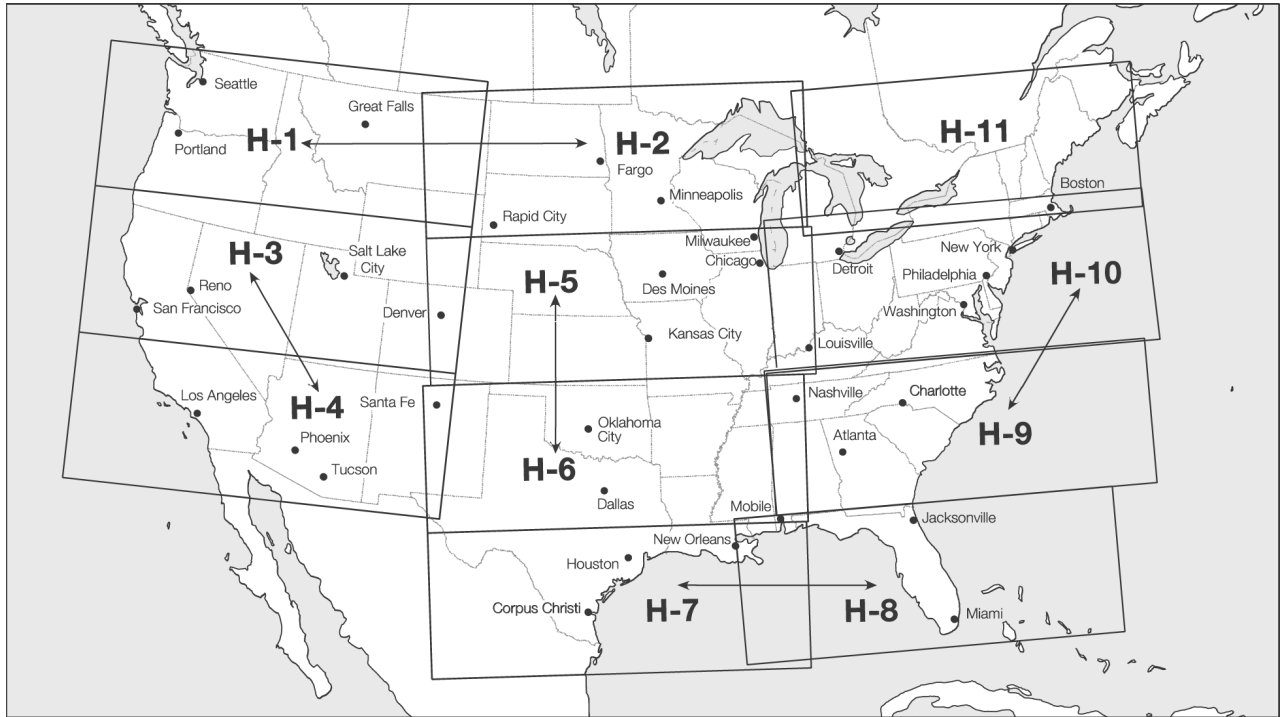 Seattle
Great Falls
H-1
Portland
H-2
Fargo
H-11
Minneapolis
Boston
Rapid City
H-3
Salt Lake
City
Milwaukee
Chicago
Detroit
New York
Philadelphia
H-10
Reno
San Francisco
H-5
Des Moines
Denver
Washington
Kansas City
Louisville
Los Angeles
H-4
Santa Fe
Nashville
Charlotte
Phoenix
Oklahoma
City
Atlanta
H-9
Tucson
H-6
Dallas
Mobile
Jacksonville
New Orleans
Houston
Corpus Christi
H-7
H-8
Miami